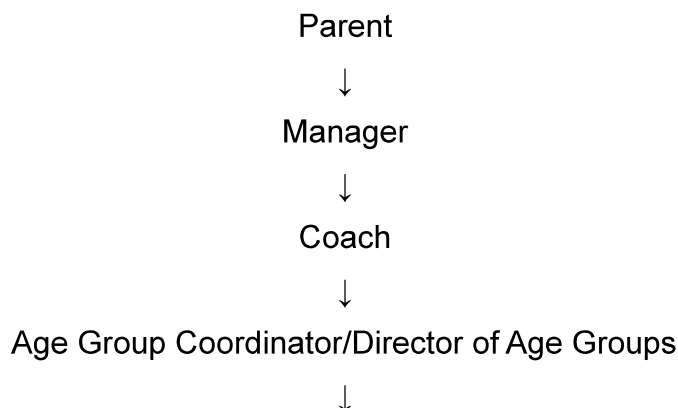 Parent
↓
Manager
↓
Coach
↓
Age Group Coordinator/Director of Age Groups
↓